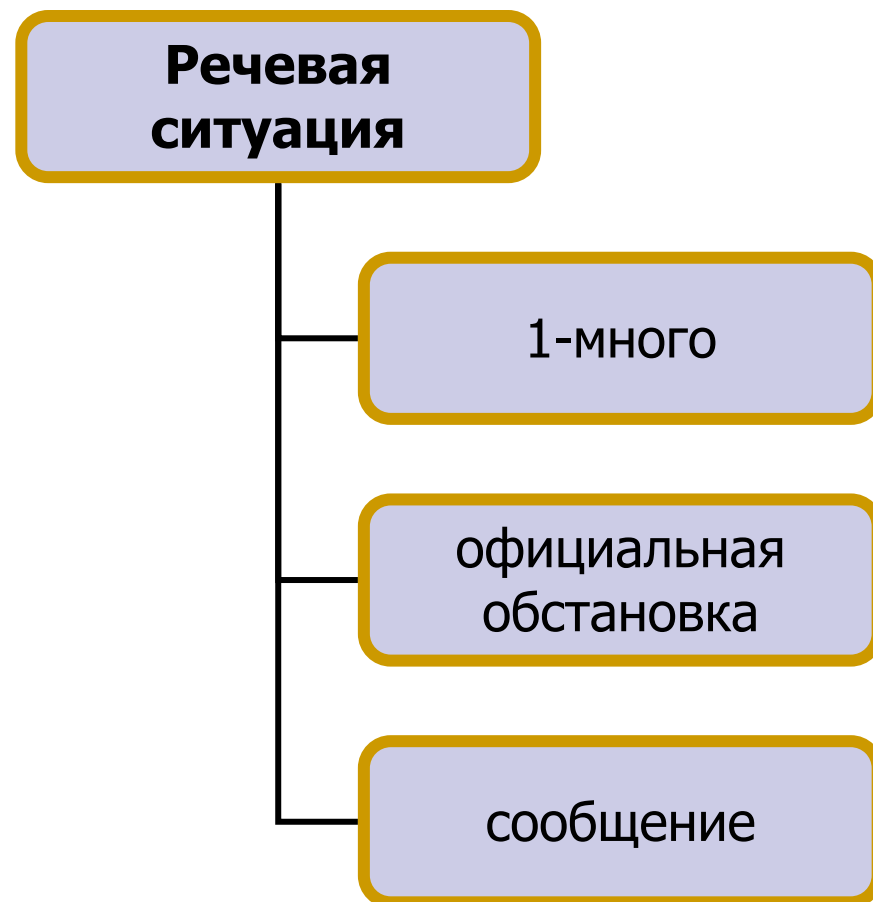 Речевая
ситуация
1-много
официальная
обстановка
сообщение